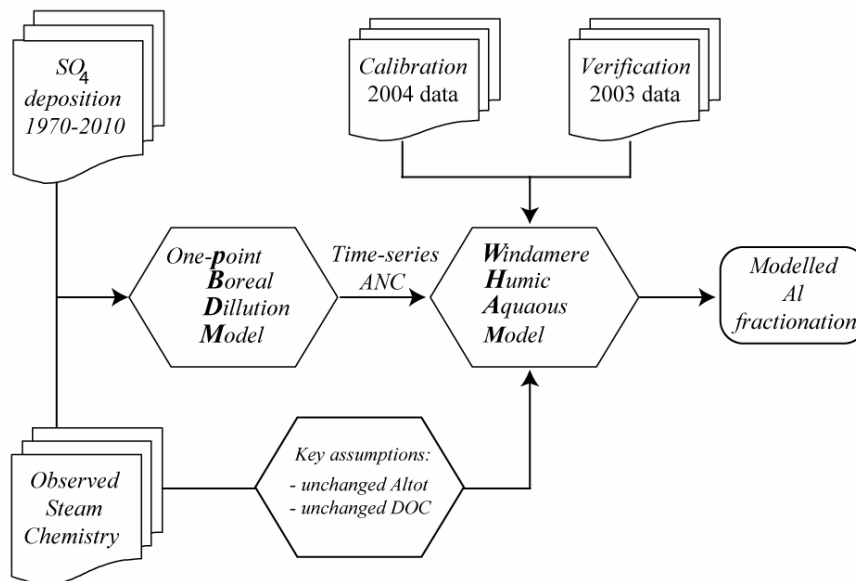 SO4
deposition
1970-2010
Calibration
2004 data
Verification
2003 data
One-point
Boreal
Dillution
Model
Time-series
ANC
Windamere
Humic
Aquaous
Model
Modelled
Al
fractionation
Observed
Steam
Chemistry
Key assumptions:
- unchanged Altot
- unchanged DOC